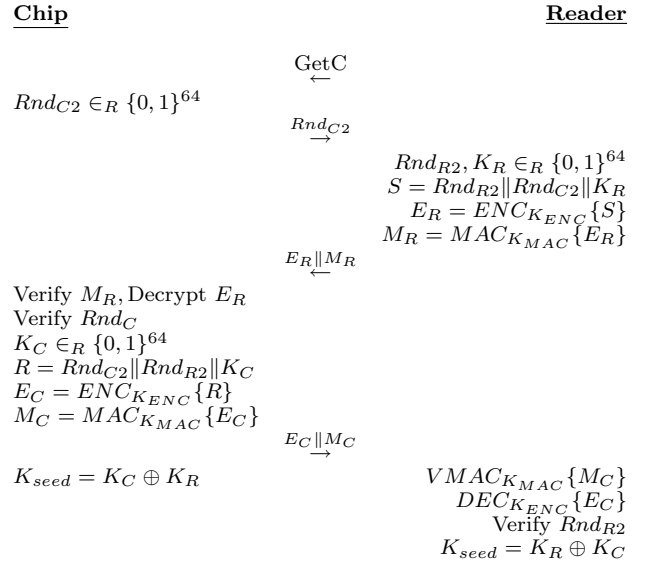 Chip Reader
GetC
←
Rnd_{C2} ∈_R {0, 1}^{64}
Rnd_{C2}
→
Rnd_{R2}, K_R ∈_R {0, 1}^{64}
S = Rnd_{R2}‖Rnd_{C2}‖K_R
E_R = ENC_{K_{ENC}}{S}
M_R = MAC_{K_{MAC}}{E_R}
E_R‖M_R
←
Verify M_R, Decrypt E_R
Verify Rnd_C
K_C ∈_R {0, 1}^{64}
R = Rnd_{C2}‖Rnd_{R2}‖K_C
E_C = ENC_{K_{ENC}}{R}
M_C = MAC_{K_{MAC}}{E_C}
E_C‖M_C
→
K_{seed} = K_C ⊕ K_R VMAC_{K_{MAC}}{M_C}
DEC_{K_{ENC}}{E_C}
Verify Rnd_{R2}
K_{seed} = K_R ⊕ K_C